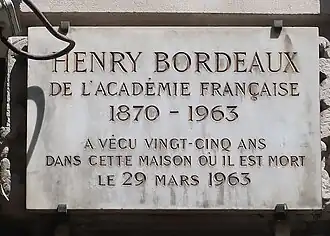 HENRY BORDEAUX
DE L'ACADÉMIE FRANÇAISE
1870 - 1963
A VÉCU VINGT-CINQ ANS
DANS CETTE MAISON OÙ IL EST MORT
LE 29 MARS 1963